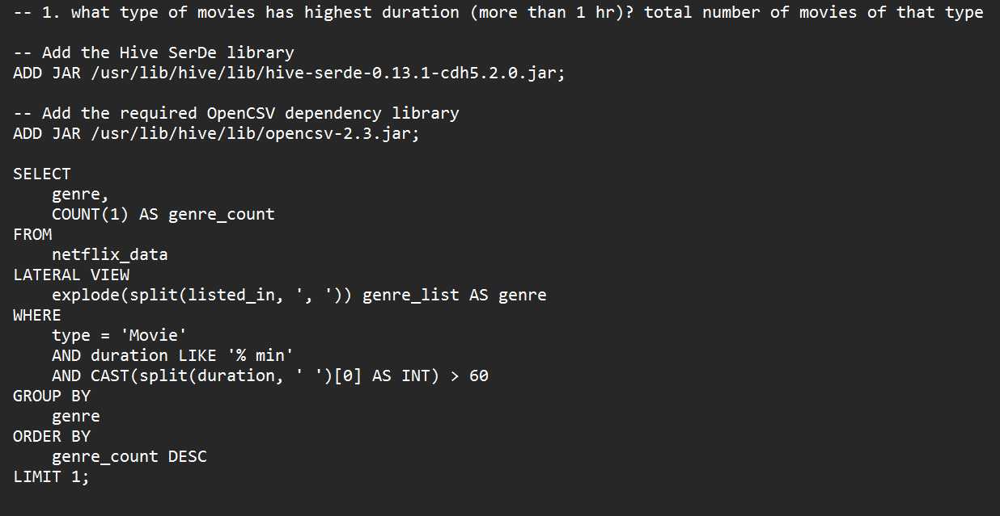 -- 1. what type of movies has highest duration (more than 1 hr)? total number of movies of that type
-- Add the Hive SerDe library
ADD JAR /usr/lib/hive/lib/hive-serde-0.13.1-cdh5.2.0.jar;
-- Add the required OpenCSV dependency library
ADD JAR /usr/lib/hive/lib/opencsv-2.3.jar;
SELECT
    genre,
    COUNT(1) AS genre_count
FROM
    netflix_data
LATERAL VIEW
    explode(split(listed_in, ', ')) genre_list AS genre
WHERE
    type = 'Movie'
    AND duration LIKE '% min'
    AND CAST(split(duration, ' ')[0] AS INT) > 60
GROUP BY
    genre
ORDER BY
    genre_count DESC
LIMIT 1;